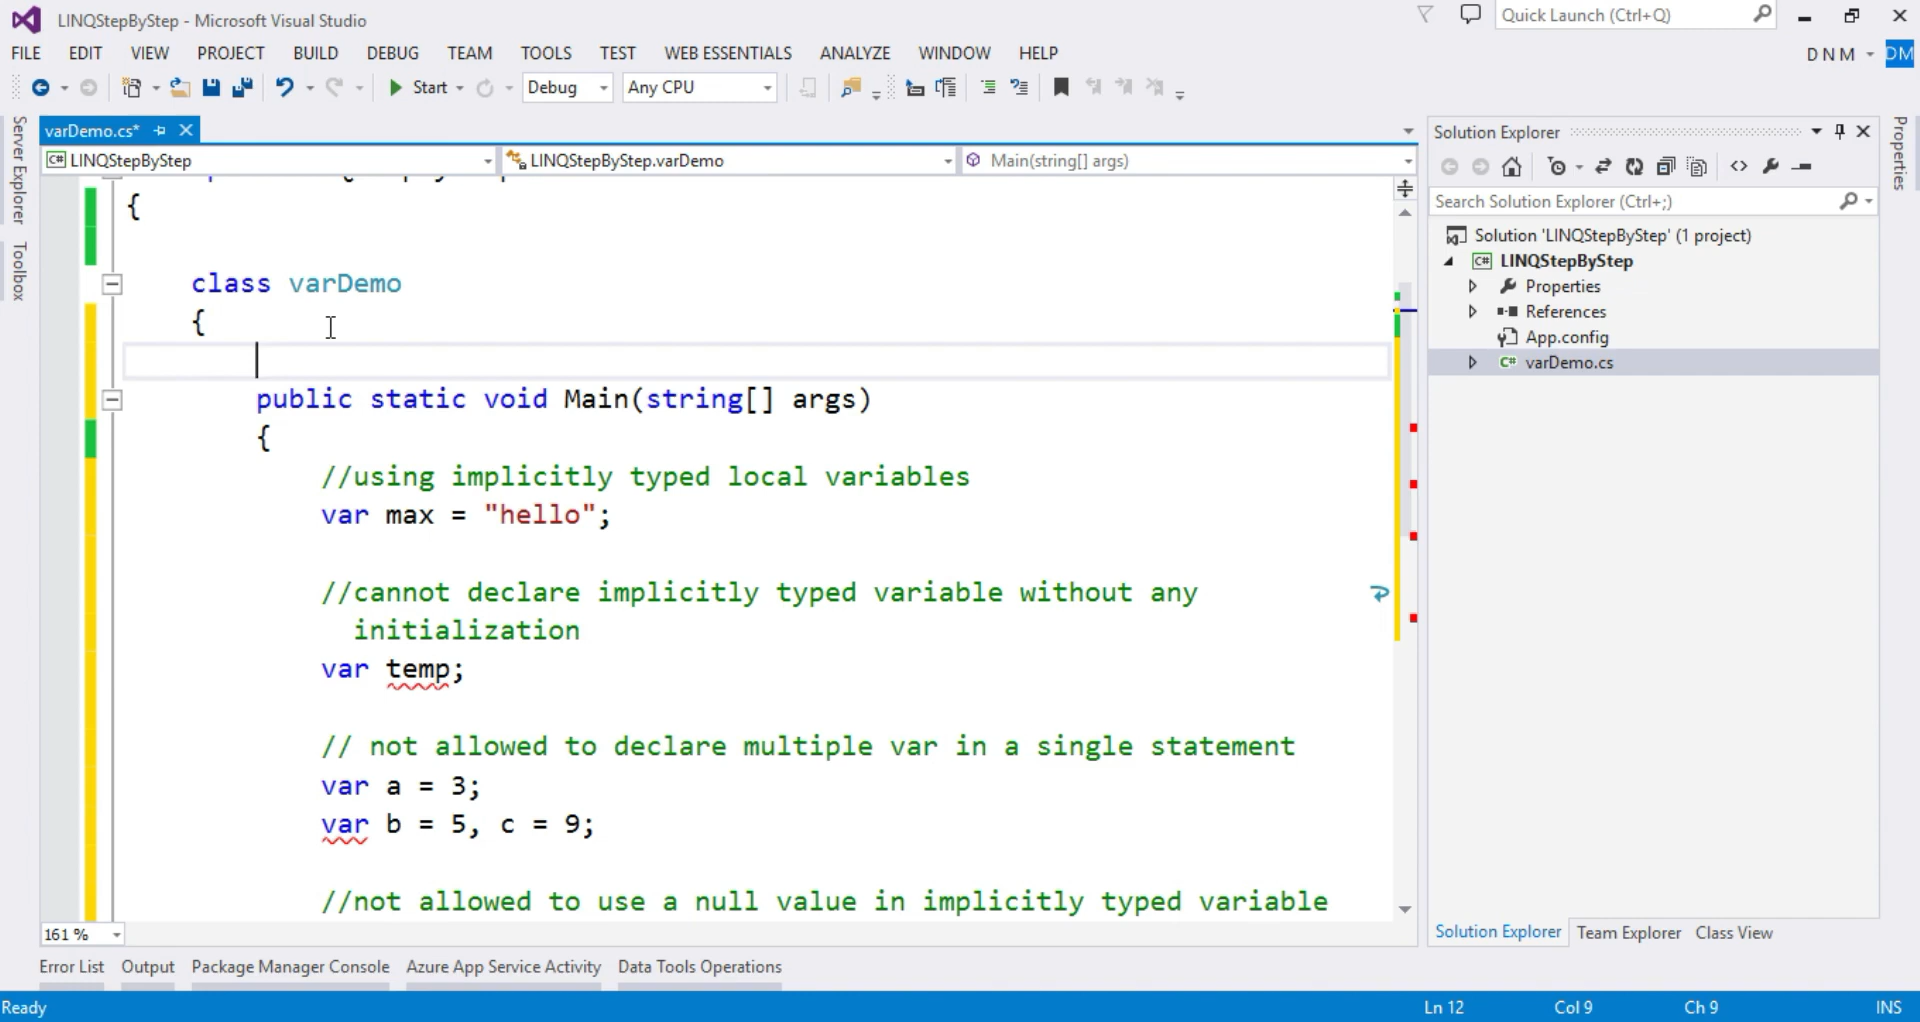 LINQStepByStep - Microsoft Visual Studio
Quick Launch (Ctrl+Q)
FILE EDIT VIEW PROJECT BUILD DEBUG TEAM TOOLS TEST WEB ESSENTIALS ANALYZE WINDOW HELP
D N M DM
Start Debug Any CPU
Server Explorer
Toolbox
varDemo.cs*
C# LINQStepByStep LINQStepByStep.varDemo Main(string[] args)
{
class varDemo
{
public static void Main(string[] args)
{
//using implicitly typed local variables
var max = "hello";
//cannot declare implicitly typed variable without any
initialization
var temp;
// not allowed to declare multiple var in a single statement
var a = 3;
var b = 5, c = 9;
//not allowed to use a null value in implicitly typed variable
161 %
Solution Explorer
Search Solution Explorer (Ctrl+;)
Solution 'LINQStepByStep' (1 project)
C# LINQStepByStep
Properties
References
App.config
C# varDemo.cs
Solution Explorer Team Explorer Class View
Properties
Error List Output Package Manager Console Azure App Service Activity Data Tools Operations
Ready Ln 12 Col 9 Ch 9 INS